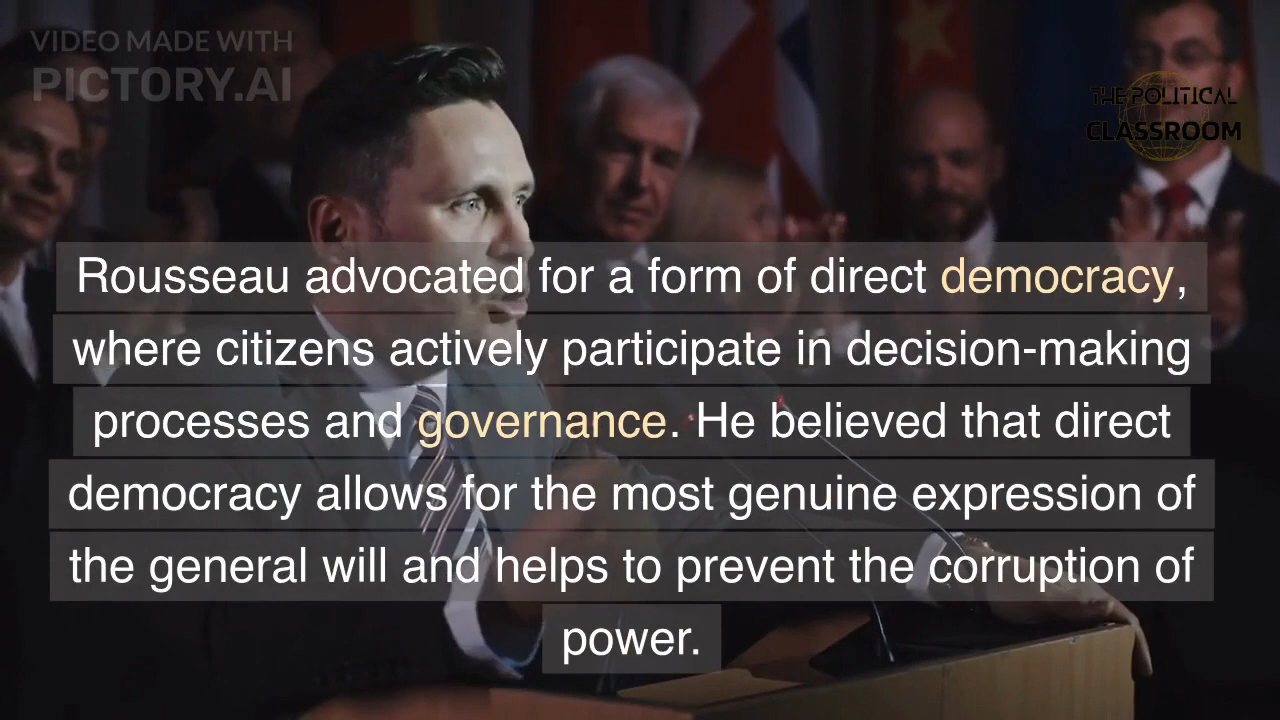 VIDEO MADE WITH
PICTORY.AI
THE POLITICAL
CLASSROOM
Rousseau advocated for a form of direct democracy,
where citizens actively participate in decision-making
processes and governance. He believed that direct
democracy allows for the most genuine expression of
the general will and helps to prevent the corruption of
power.